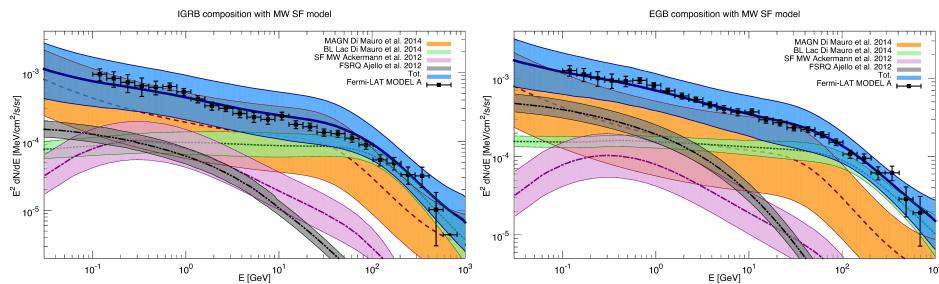 IGRB composition with MW SF model
MAGN Di Mauro et al. 2014
BL Lac Di Mauro et al. 2014
SF MW Ackermann et al. 2012
FSRQ Ajello et al. 2012
Tot.
Fermi-LAT MODEL A
E² dN/dE [MeV/cm²/s/sr]
10⁻³
10⁻⁴
10⁻⁵
10⁻¹ 10⁰ 10¹ 10² 10³
E [GeV]
EGB composition with MW SF model
MAGN Di Mauro et al. 2014
BL Lac Di Mauro et al. 2014
SF MW Ackermann et al. 2012
FSRQ Ajello et al. 2012
Tot.
Fermi-LAT MODEL A
E² dN/dE [MeV/cm²/s/sr]
10⁻³
10⁻⁴
10⁻⁵
10⁻¹ 10⁰ 10¹ 10² 10³
E [GeV]